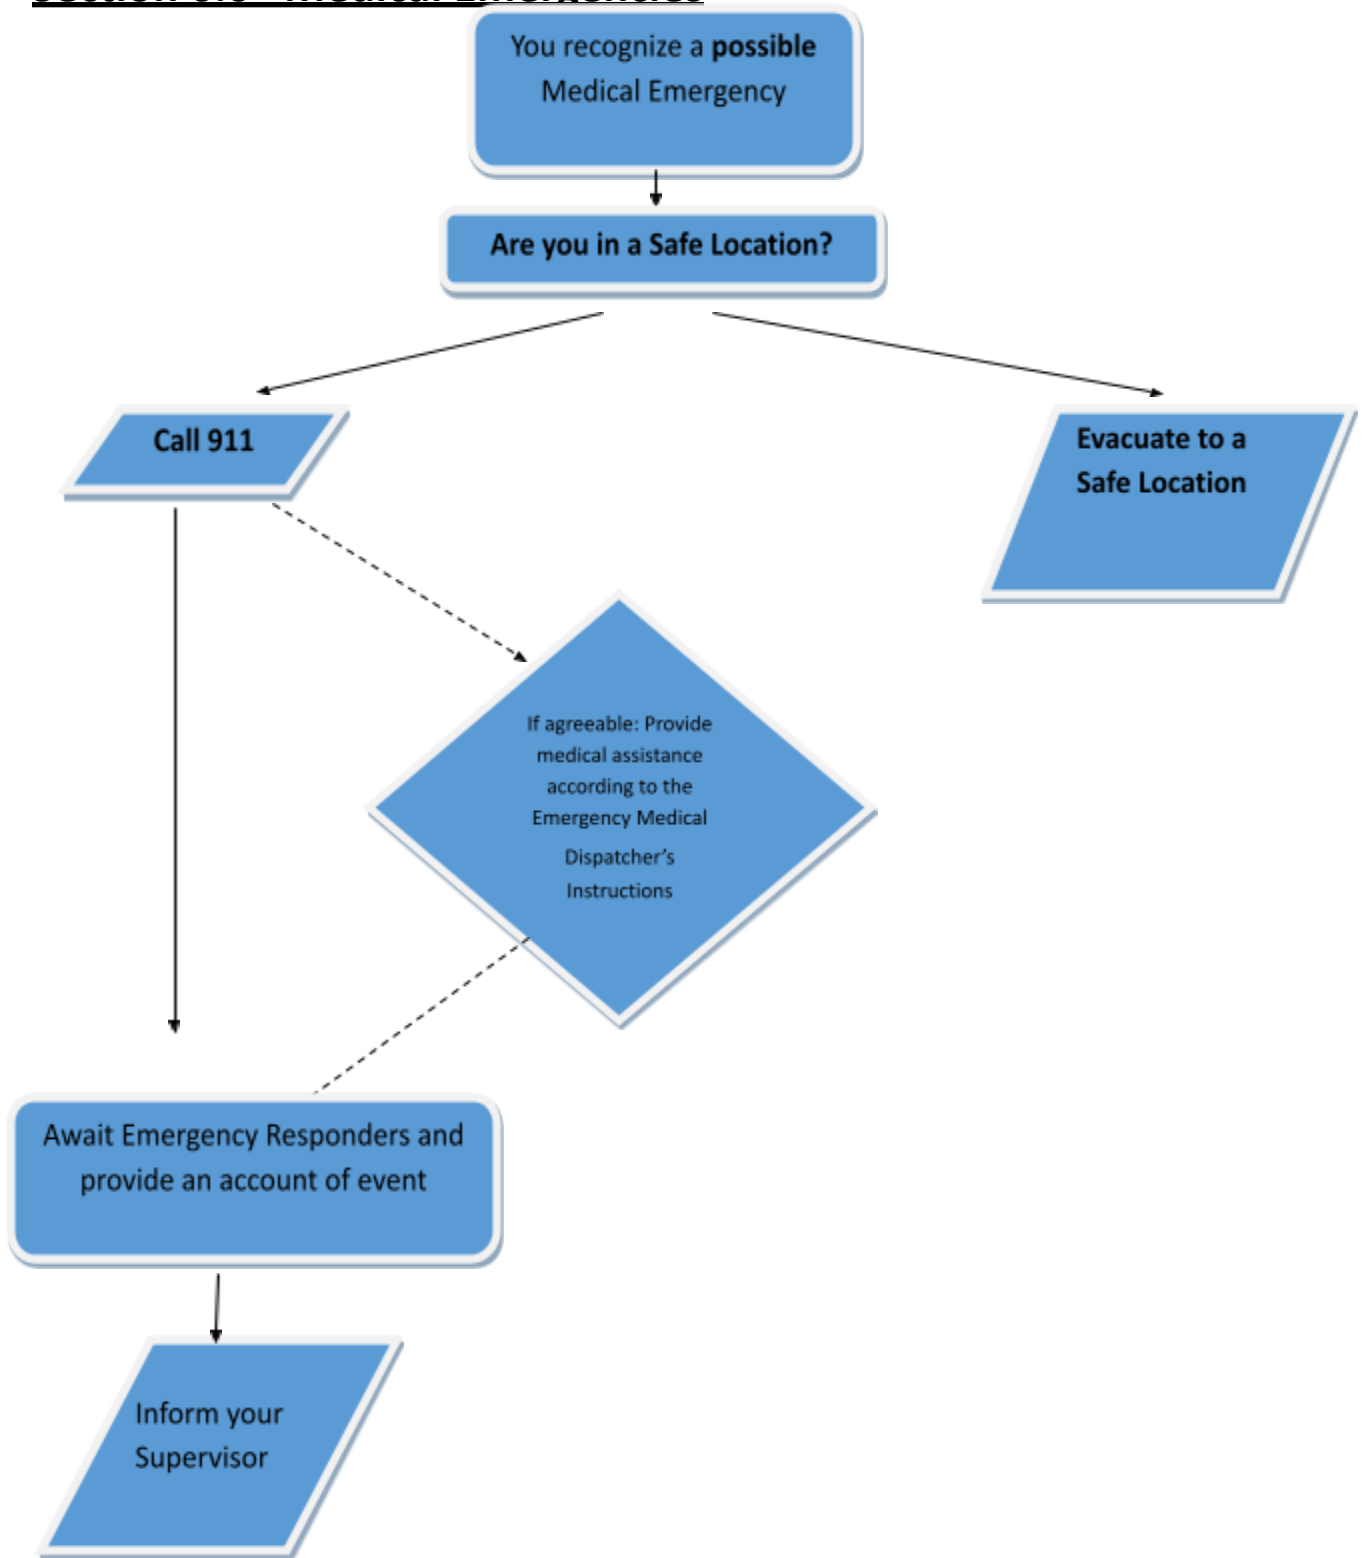 Medical Emergencies
You recognize a possible
Medical Emergency
Are you in a Safe Location?
Call 911
Evacuate to a
Safe Location
If agreeable: Provide
medical assistance
according to the
Emergency Medical
Dispatcher’s
Instructions
Await Emergency Responders and
provide an account of event
Inform your
Supervisor